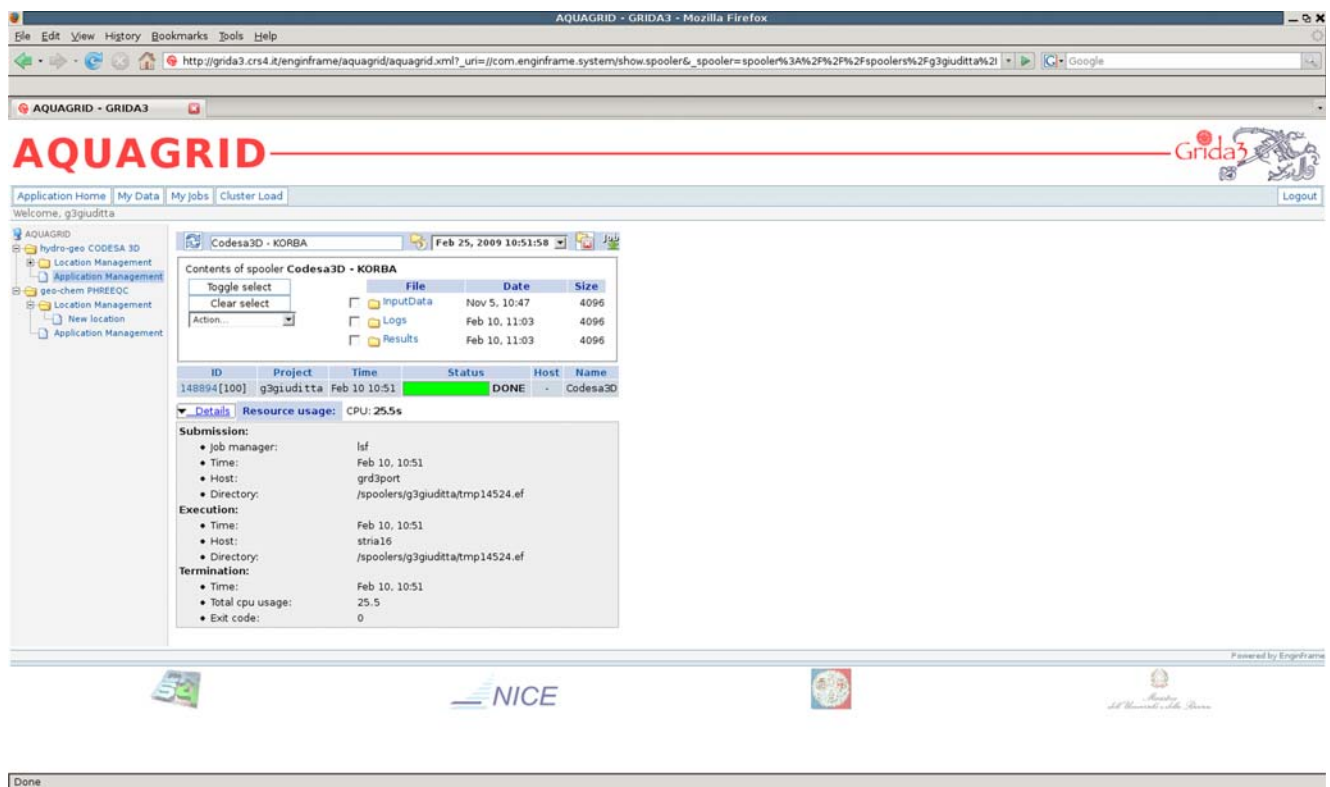 AQUAGRID - GRIDA3 - Mozilla Firefox
File Edit View History Bookmarks Tools Help
http://grida3.crs4.it/enginframe/aquagrid/aquagrid.xml?_uri=//com.enginframe.system/show.spooler&_spooler=spooler%3A%2F%2F%2Fspoolers%2Fg3giuditta%2 Google
AQUAGRID - GRIDA3
AQUAGRID
Grida3
Application Home My Data My Jobs Cluster Load Logout
Welcome, g3giuditta
AQUAGRID
hydro-geo CODESA 3D
Location Management
Application Management
geo-chem PHREEQC
Location Management
New location
Application Management
Codesa3D - KORBA Feb 25, 2009 10:51:58 Job
Contents of spooler Codesa3D - KORBA
Toggle select File Date Size
Clear select InputData Nov 5, 10:47 4096
Action... Logs Feb 10, 11:03 4096
Results Feb 10, 11:03 4096
ID Project Time Status Host Name
148894[100] g3giuditta Feb 10 10:51 DONE - Codesa3D
Details Resource usage: CPU: 25.5s
Submission:
• Job manager: lsf
• Time: Feb 10, 10:51
• Host: grd3port
• Directory: /spoolers/g3giuditta/tmp14524.ef
Execution:
• Time: Feb 10, 10:51
• Host: stria16
• Directory: /spoolers/g3giuditta/tmp14524.ef
Termination:
• Time: Feb 10, 10:51
• Total cpu usage: 25.5
• Exit code: 0
Powered by EnginFrame
NICE
Done